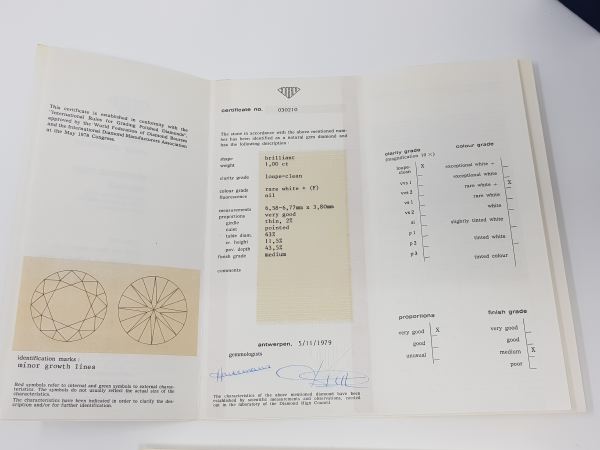 This certificate is established in conformity with the
"International Rules for Grading Polished Diamonds",
approved by the World Federation of Diamond Bourses
and the International Diamond Manufacturers Association
at the May 1978 Congress.
identification marks :
minor growth lines
Red symbols refer to internal and green symbols to external charac-
teristics. The symbols do not usually reflect the actual size of the
characteristics.
The characteristics have been indicated in order to clarify the des-
cription and/or for further identification.
certificate no. 030210
The stone in accordance with the above mentioned num-
ber has been identified as a natural gem diamond and
has the following description :
shape brilliant
weight 1,00 ct
clarity grade loupe-clean
colour grade rare white + (F)
fluorescence nil
measurements 6,58-6,77mm x 3,80mm
proportions very good
girdle thin, 2%
culet pointed
table diam. 63%
cr. height 11,5%
pav. depth 43,5%
finish grade medium
comments
antwerpen, 5/11/1979
gemmologists
The characteristics of the above mentioned diamond have been
established by scientific measurements and observations, carried
out in the laboratory of the Diamond High Council.
clarity grade
(magnification 10 x)
loupe-
clean X
vvs 1
vvs 2
vs 1
vs 2
si
p 1
p 2
p 3
colour grade
exceptional white +
exceptional white
rare white + X
rare white
white
slightly tinted white
tinted white
tinted colour
proportions
very good X
good
unusual
finish grade
very good
good
medium X
poor